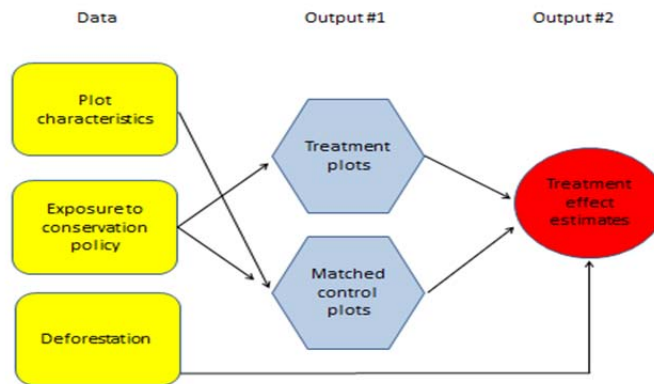 Data
Output #1
Output #2
Plot
characteristics
Treatment
plots
Treatment
effect
estimates
Exposure to
conservation
policy
Matched
control
plots
Deforestation